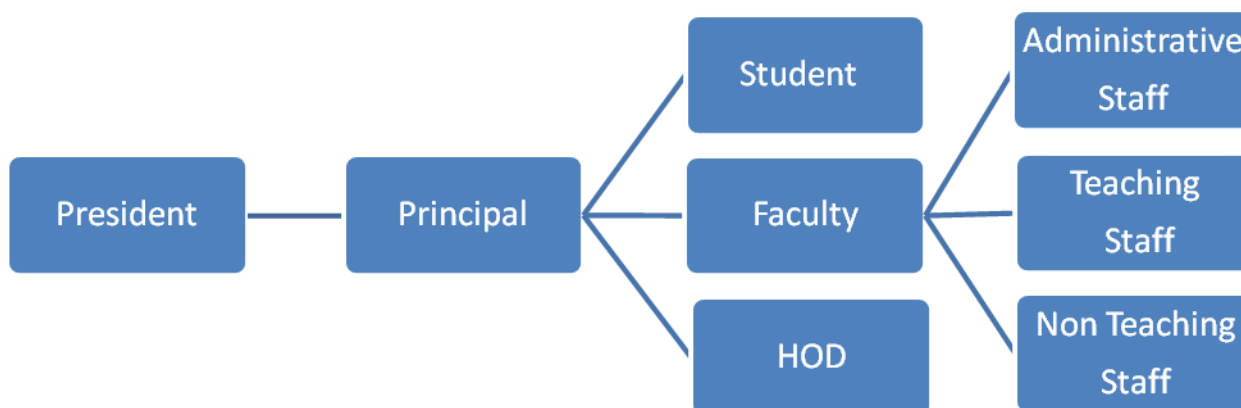 President
Principal
Student
Faculty
HOD
Administrative
Staff
Teaching
Staff
Non Teaching
Staff